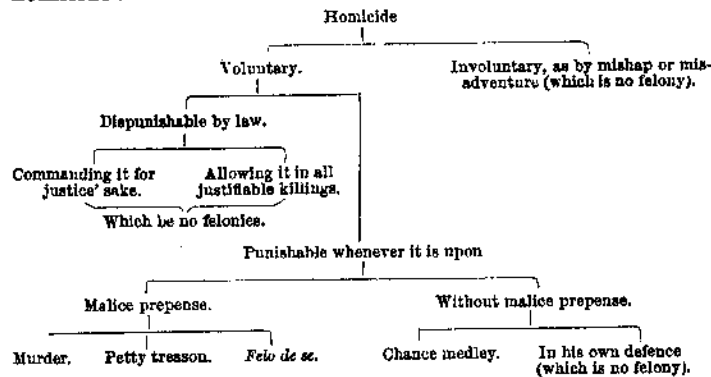 Homicide
Voluntary.
Involuntary, as by mishap or mis-
adventure (which is no felony).
Dispunishable by law.
Commanding it for
justice' sake.
Allowing it in all
justifiable killings.
Which be no felonies.
Punishable whenever it is upon
Malice prepense.
Without malice prepense.
Murder.
Petty treason.
Felo de se.
Chance medley.
In his own defence
(which is no felony).